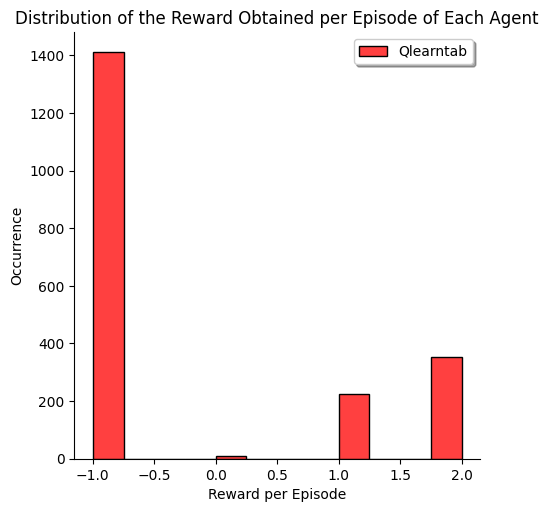 Distribution of the Reward Obtained per Episode of Each Agent
Qlearntab
1400
1200
1000
800
600
400
200
0
Occurrence
−1.0 −0.5 0.0 0.5 1.0 1.5 2.0
Reward per Episode